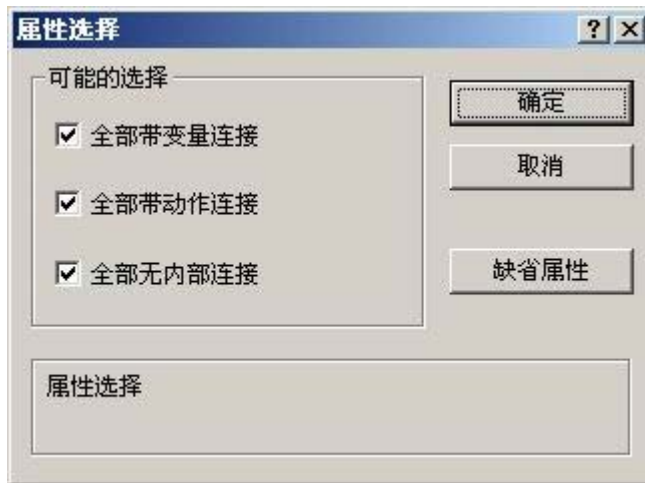 属性选择
可能的选择
全部带变量连接
全部带动作连接
全部无内部连接
确定
取消
缺省属性
属性选择